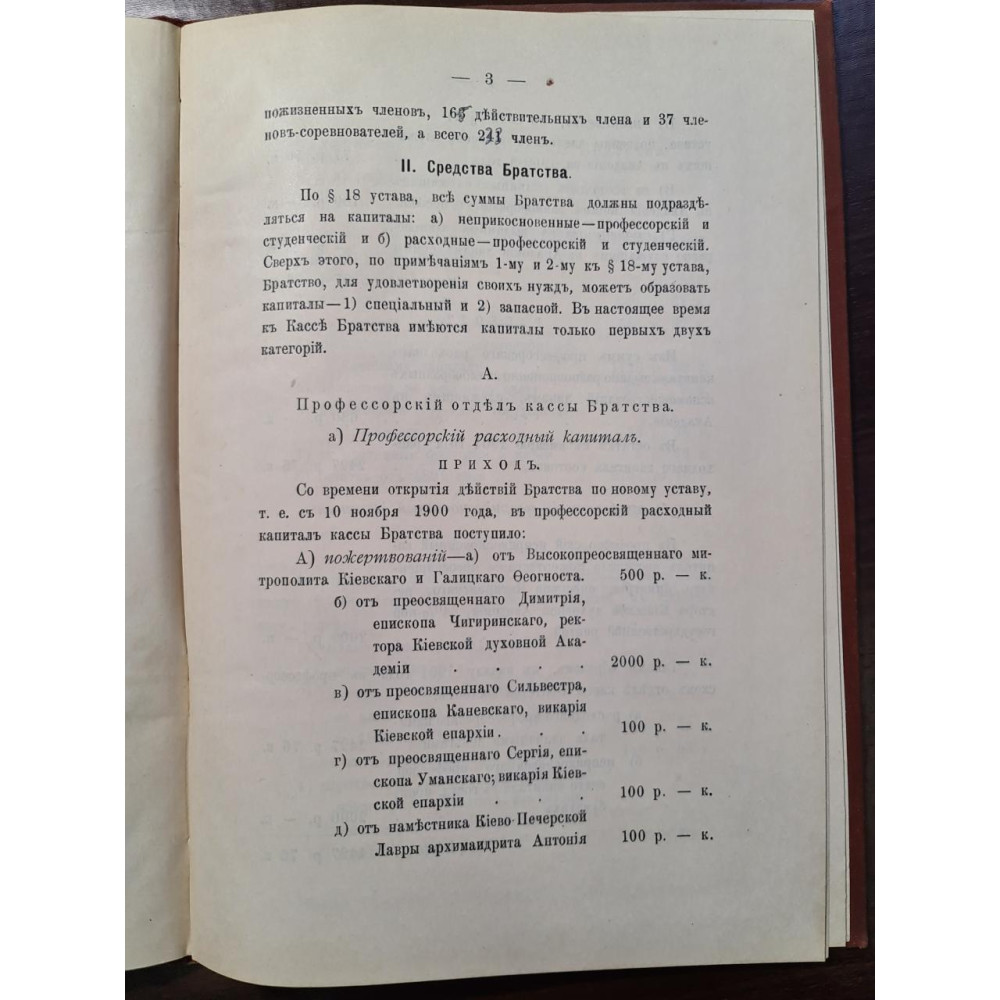 — 3 —
пожизненныхъ членовъ, 16 дѣйствительныхъ члена и 37 чле-
новъ-соревнователей, а всего членъ.
II. Средства Братства.
По § 18 устава, всѣ суммы Братства должны подраздѣ-
ляться на капиталы: а) неприкосновенные—профессорскій и
студенческій и б) расходные—профессорскій и студенческій.
Сверхъ этого, по примѣчаніямъ 1-му и 2-му къ § 18-му устава,
Братство, для удовлетворенія своихъ нуждъ, можетъ образовать
капиталы—1) спеціальный и 2) запасной. Въ настоящее время
къ Кассѣ Братства имѣются капиталы только первыхъ двухъ
категорій.
А.
Профессорскій отдѣлъ кассы Братства.
а) Профессорскій расходный капиталъ.
ПРИХОДЪ.
Со времени открытія дѣйствій Братства по новому уставу,
т. е. съ 10 ноября 1900 года, въ профессорскій расходный
капиталъ кассы Братства поступило:
А) пожертвованій—а) отъ Высокопреосвященнаго ми-
трополита Кіевскаго и Галицкаго Ѳеогноста. 500 р. — к.
б) отъ преосвященнаго Димитрія,
епископа Чигиринскаго, рек-
тора Кіевской духовной Ака-
деміи . . . . 2000 р. — к.
в) отъ преосвященнаго Сильвестра,
епископа Каневскаго, викарія
Кіевской епархіи . . . 100 р. — к.
г) отъ преосвященнаго Сергія, епи-
скопа Уманскаго; викарія Кіев-
ской епархіи . . . 100 р. — к.
д) отъ намѣстника Кіево-Печерской
Лавры архимаидрита Антонія 100 р. — к.